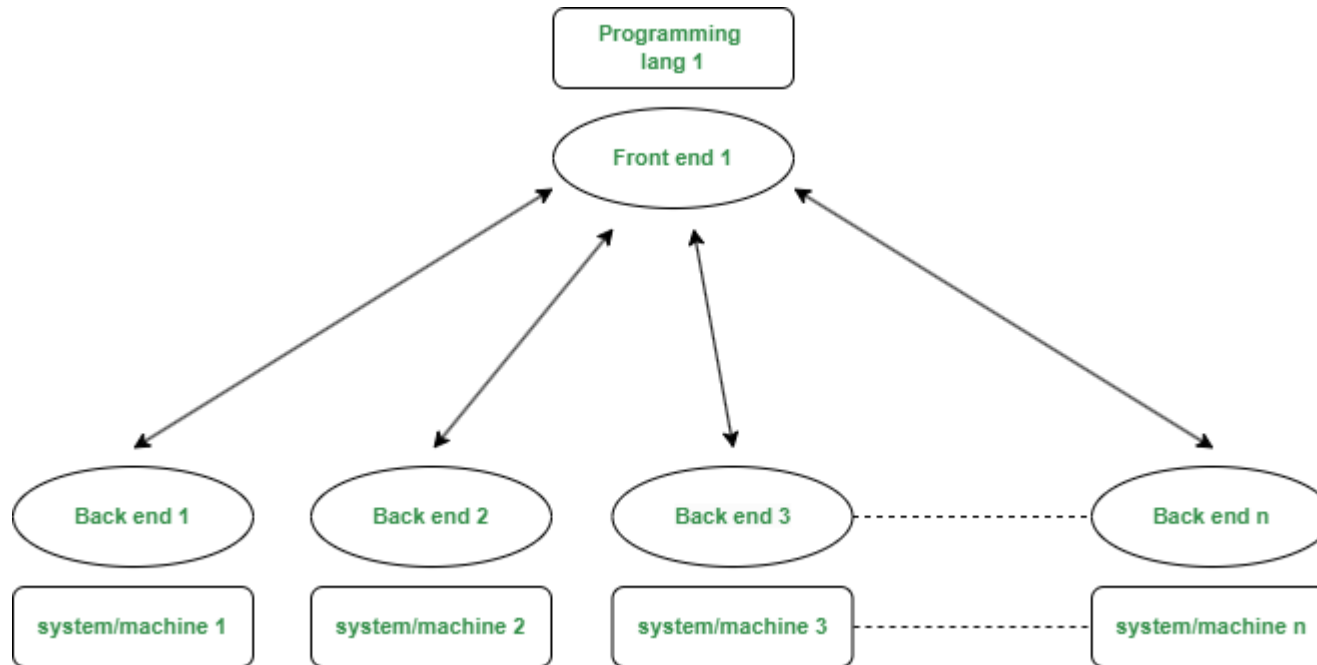 Programming
lang 1
Front end 1
Back end 1
Back end 2
Back end 3
Back end n
system/machine 1
system/machine 2
system/machine 3
system/machine n